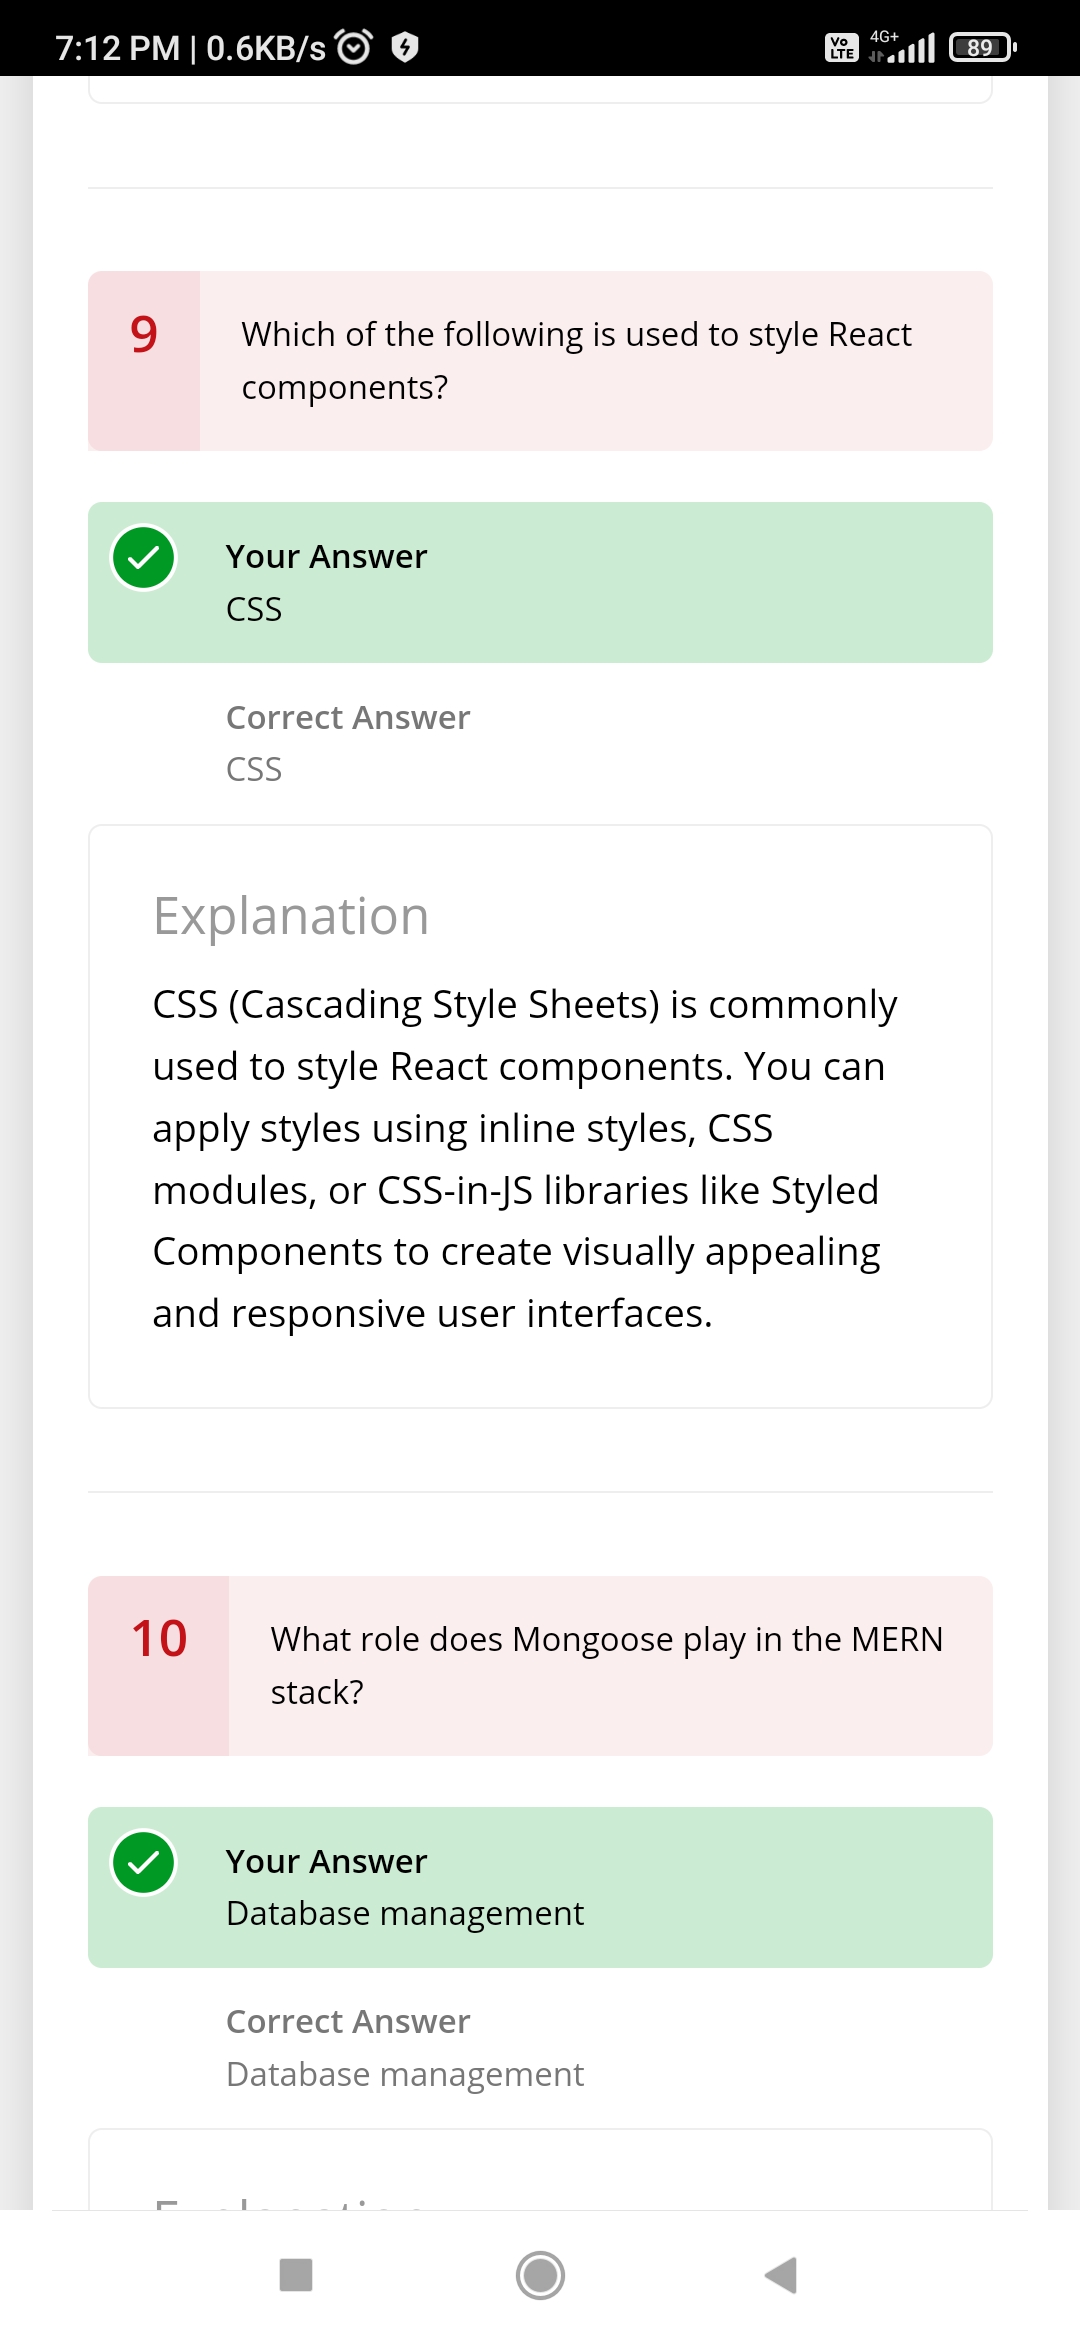 7:12 PM | 0.6KB/s
Vo LTE 4G+ 89
9
Which of the following is used to style React
components?
Your Answer
CSS
Correct Answer
CSS
Explanation
CSS (Cascading Style Sheets) is commonly
used to style React components. You can
apply styles using inline styles, CSS
modules, or CSS-in-JS libraries like Styled
Components to create visually appealing
and responsive user interfaces.
10
What role does Mongoose play in the MERN
stack?
Your Answer
Database management
Correct Answer
Database management
Explanation